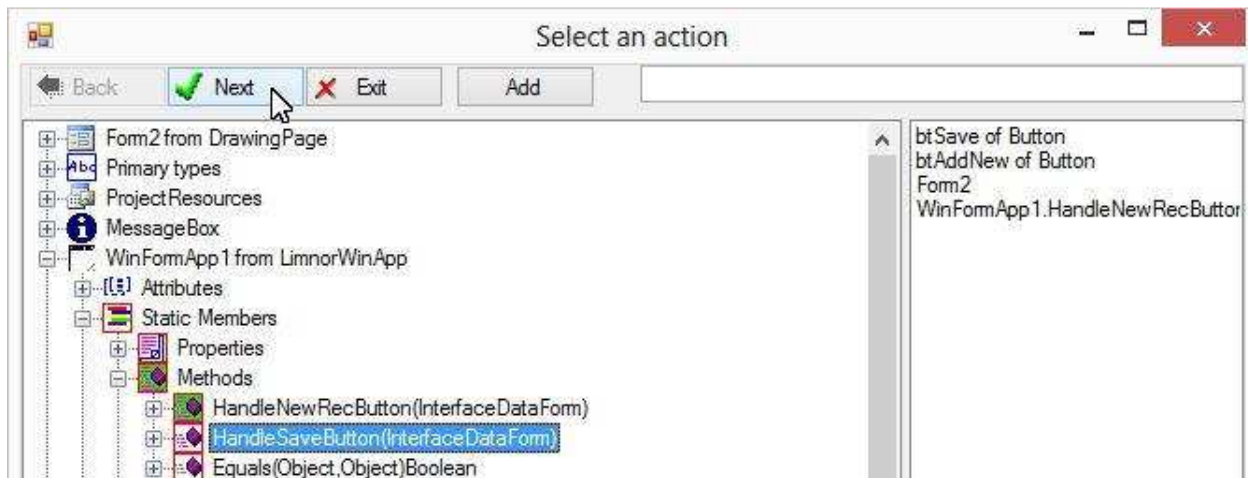 Select an action
Back Next Exit Add
Form2 from DrawingPage
Primary types
ProjectResources
MessageBox
WinFormApp1 from LimnorWinApp
Attributes
Static Members
Properties
Methods
HandleNewRecButton(InterfaceDataForm)
HandleSaveButton(InterfaceDataForm)
Equals(Object,Object)Boolean
btSave of Button
btAddNew of Button
Form2
WinFormApp1.HandleNewRecButton